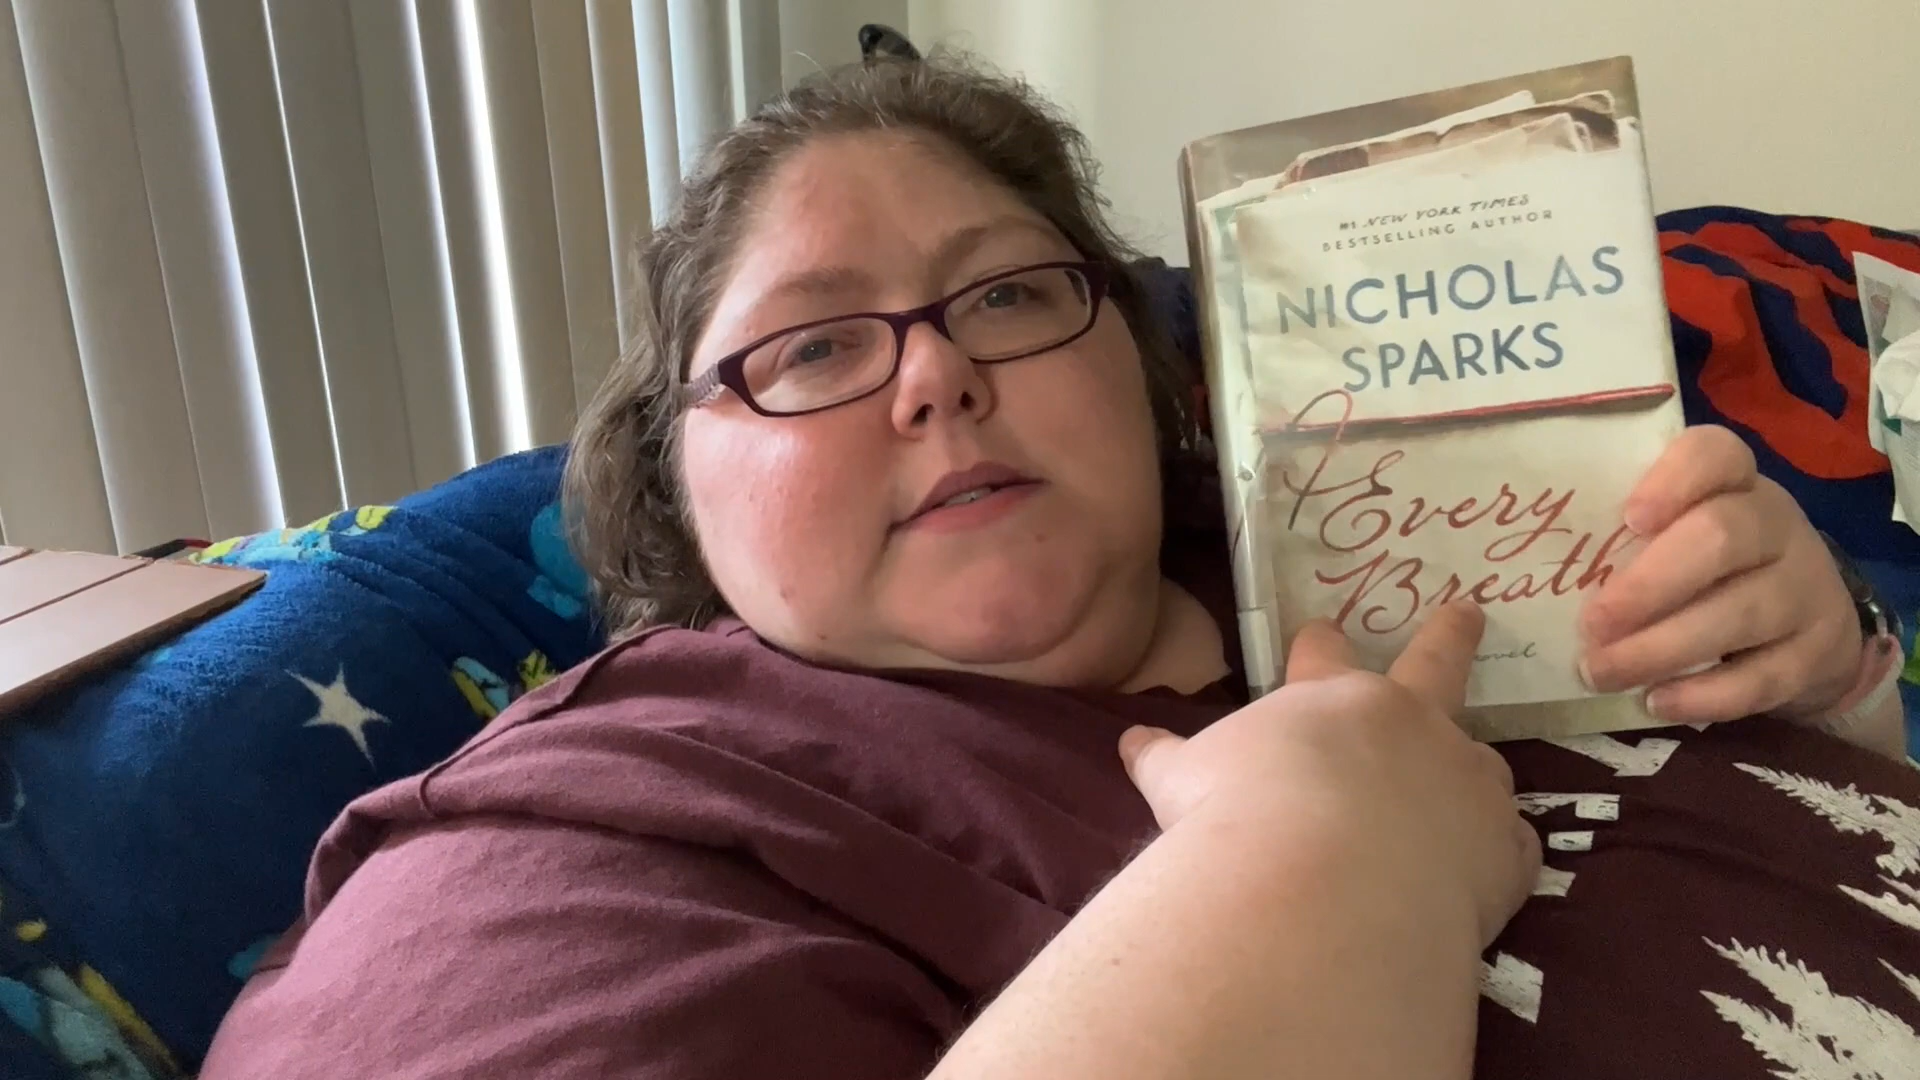 #1 NEW YORK TIMES
BESTSELLING AUTHOR
NICHOLAS
SPARKS
Every
Breath